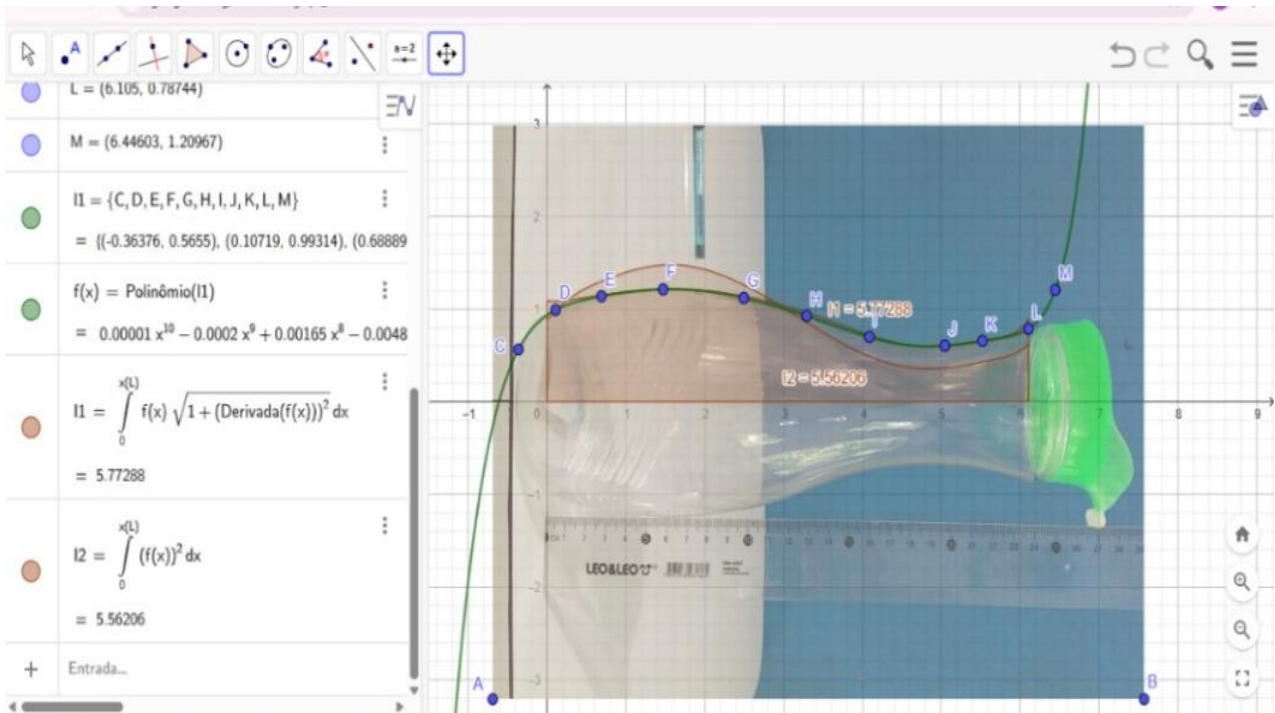 A
a=2
L = (6.105, 0.78744)
M = (6.44603, 1.20967)
l1 = {C, D, E, F, G, H, I, J, K, L, M}
= {(-0.36376, 0.5655), (0.10719, 0.99314), (0.68889
f(x) = Polinômio(l1)
= 0.00001 x¹⁰ − 0.0002 x⁹ + 0.00165 x⁸ − 0.0048
x(L)
I1 = ∫ f(x) √1 + (Derivada(f(x)))² dx
0
= 5.77288
x(L)
I2 = ∫ (f(x))² dx
0
= 5.56206
+ Entrada...
3
2
1
−1 0 1 2 3 4 5 6 7 8 9
−1
−2
−3
C D E F G H I J K L M
I1 = 5.77288
I2 = 5.56206
LEO&LEO
A B